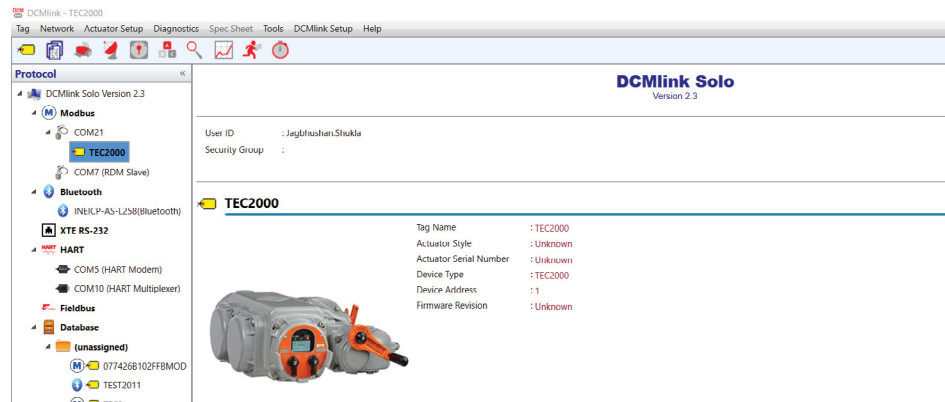 DCMlink - TEC2000
Tag Network Actuator Setup Diagnostics Spec Sheet Tools DCMlink Setup Help
Protocol «
DCMlink Solo Version 2.3
Modbus
COM21
TEC2000
COM7 (RDM Slave)
Bluetooth
INEICP-AS-L258(Bluetooth)
XTE RS-232
HART
COM5 (HART Modem)
COM10 (HART Multiplexer)
Fieldbus
Database
(unassigned)
077426B102FFBMOD
TEST2011
DCMlink Solo
Version 2.3
User ID : Jagbhushan.Shukla
Security Group :
TEC2000
Tag Name : TEC2000
Actuator Style : Unknown
Actuator Serial Number : Unknown
Device Type : TEC2000
Device Address : 1
Firmware Revision : Unknown